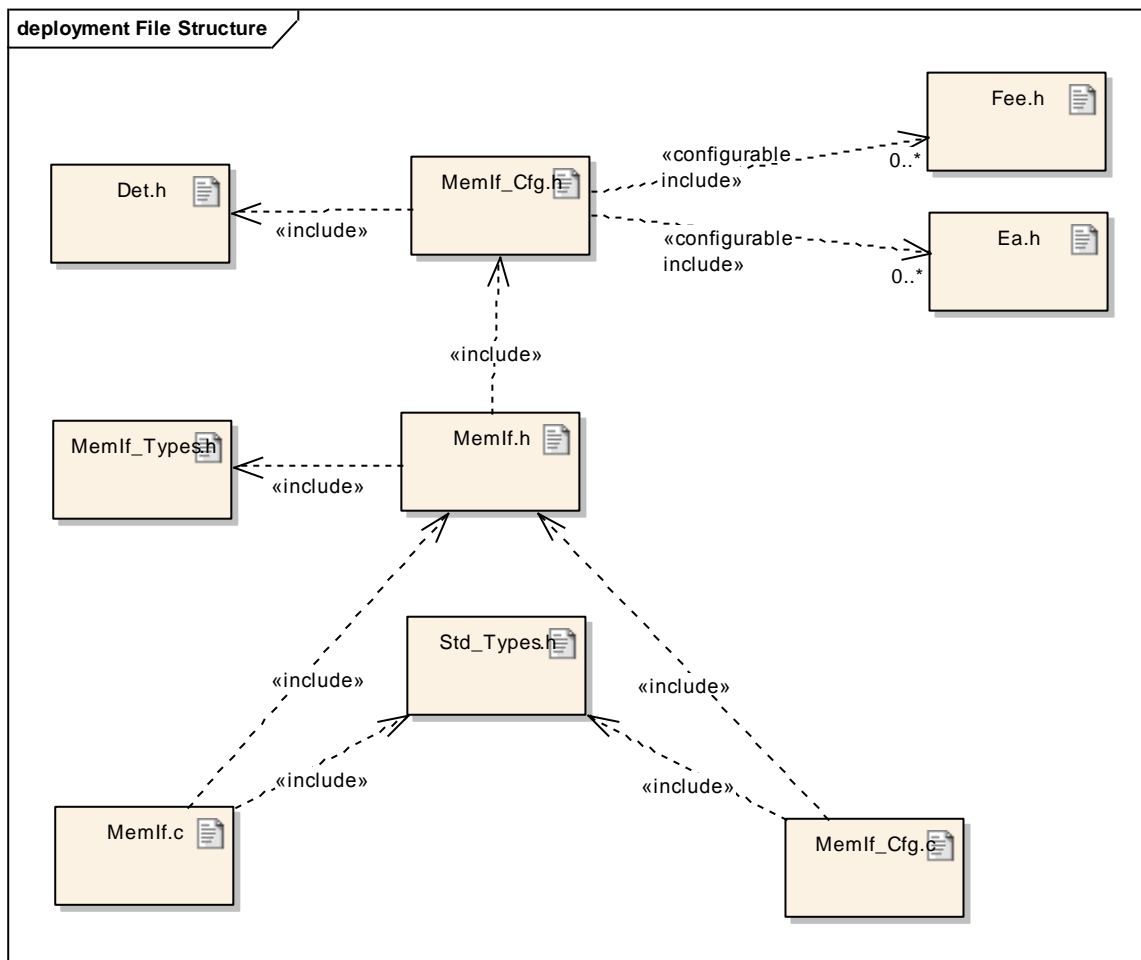 deployment File Structure
Fee.h
«configurable
include»
0..*
Det.h
MemIf_Cfg.h
«include»
«configurable
include»
Ea.h
0..*
«include»
MemIf_Types.h
MemIf.h
«include»
Std_Types.h
«include»
«include»
«include»
«include»
MemIf.c
MemIf_Cfg.c